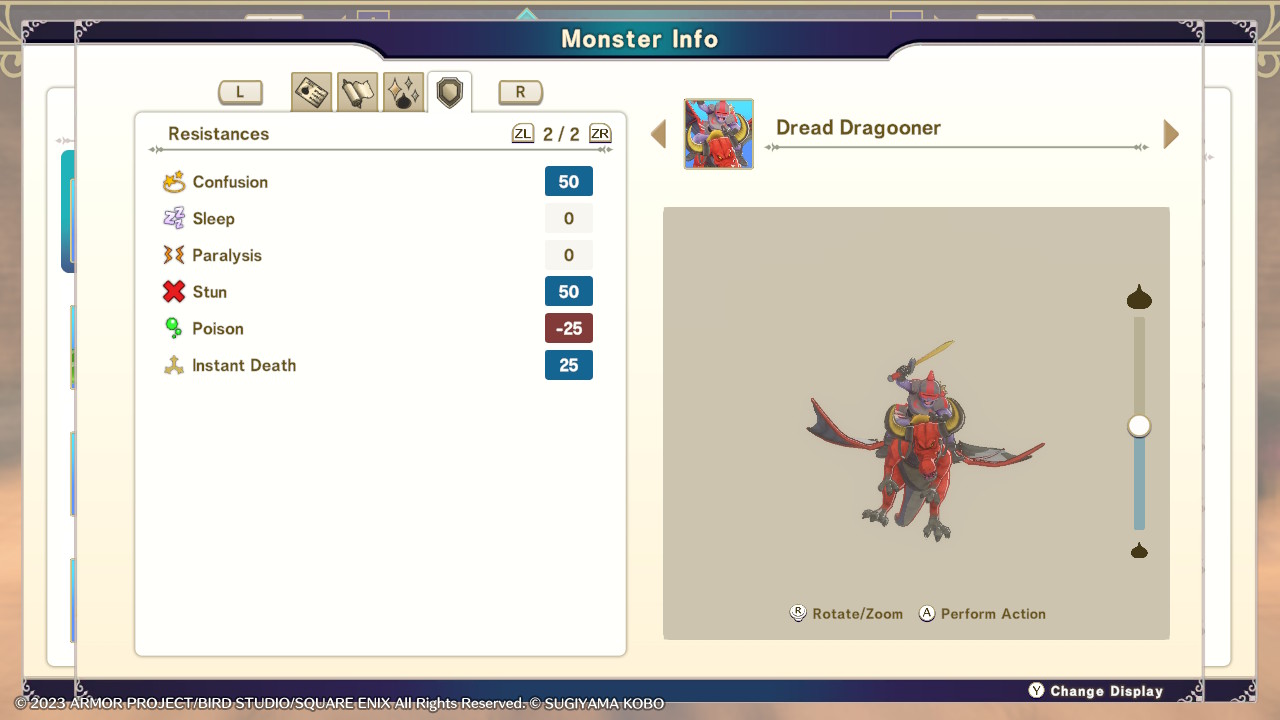 Monster Info
L
R
Resistances
ZL 2 / 2 ZR
Dread Dragooner
Confusion 50
Sleep 0
Paralysis 0
Stun 50
Poison -25
Instant Death 25
R Rotate/Zoom A Perform Action
Y Change Display
© 2023 ARMOR PROJECT/BIRD STUDIO/SQUARE ENIX All Rights Reserved. © SUGIYAMA KOBO